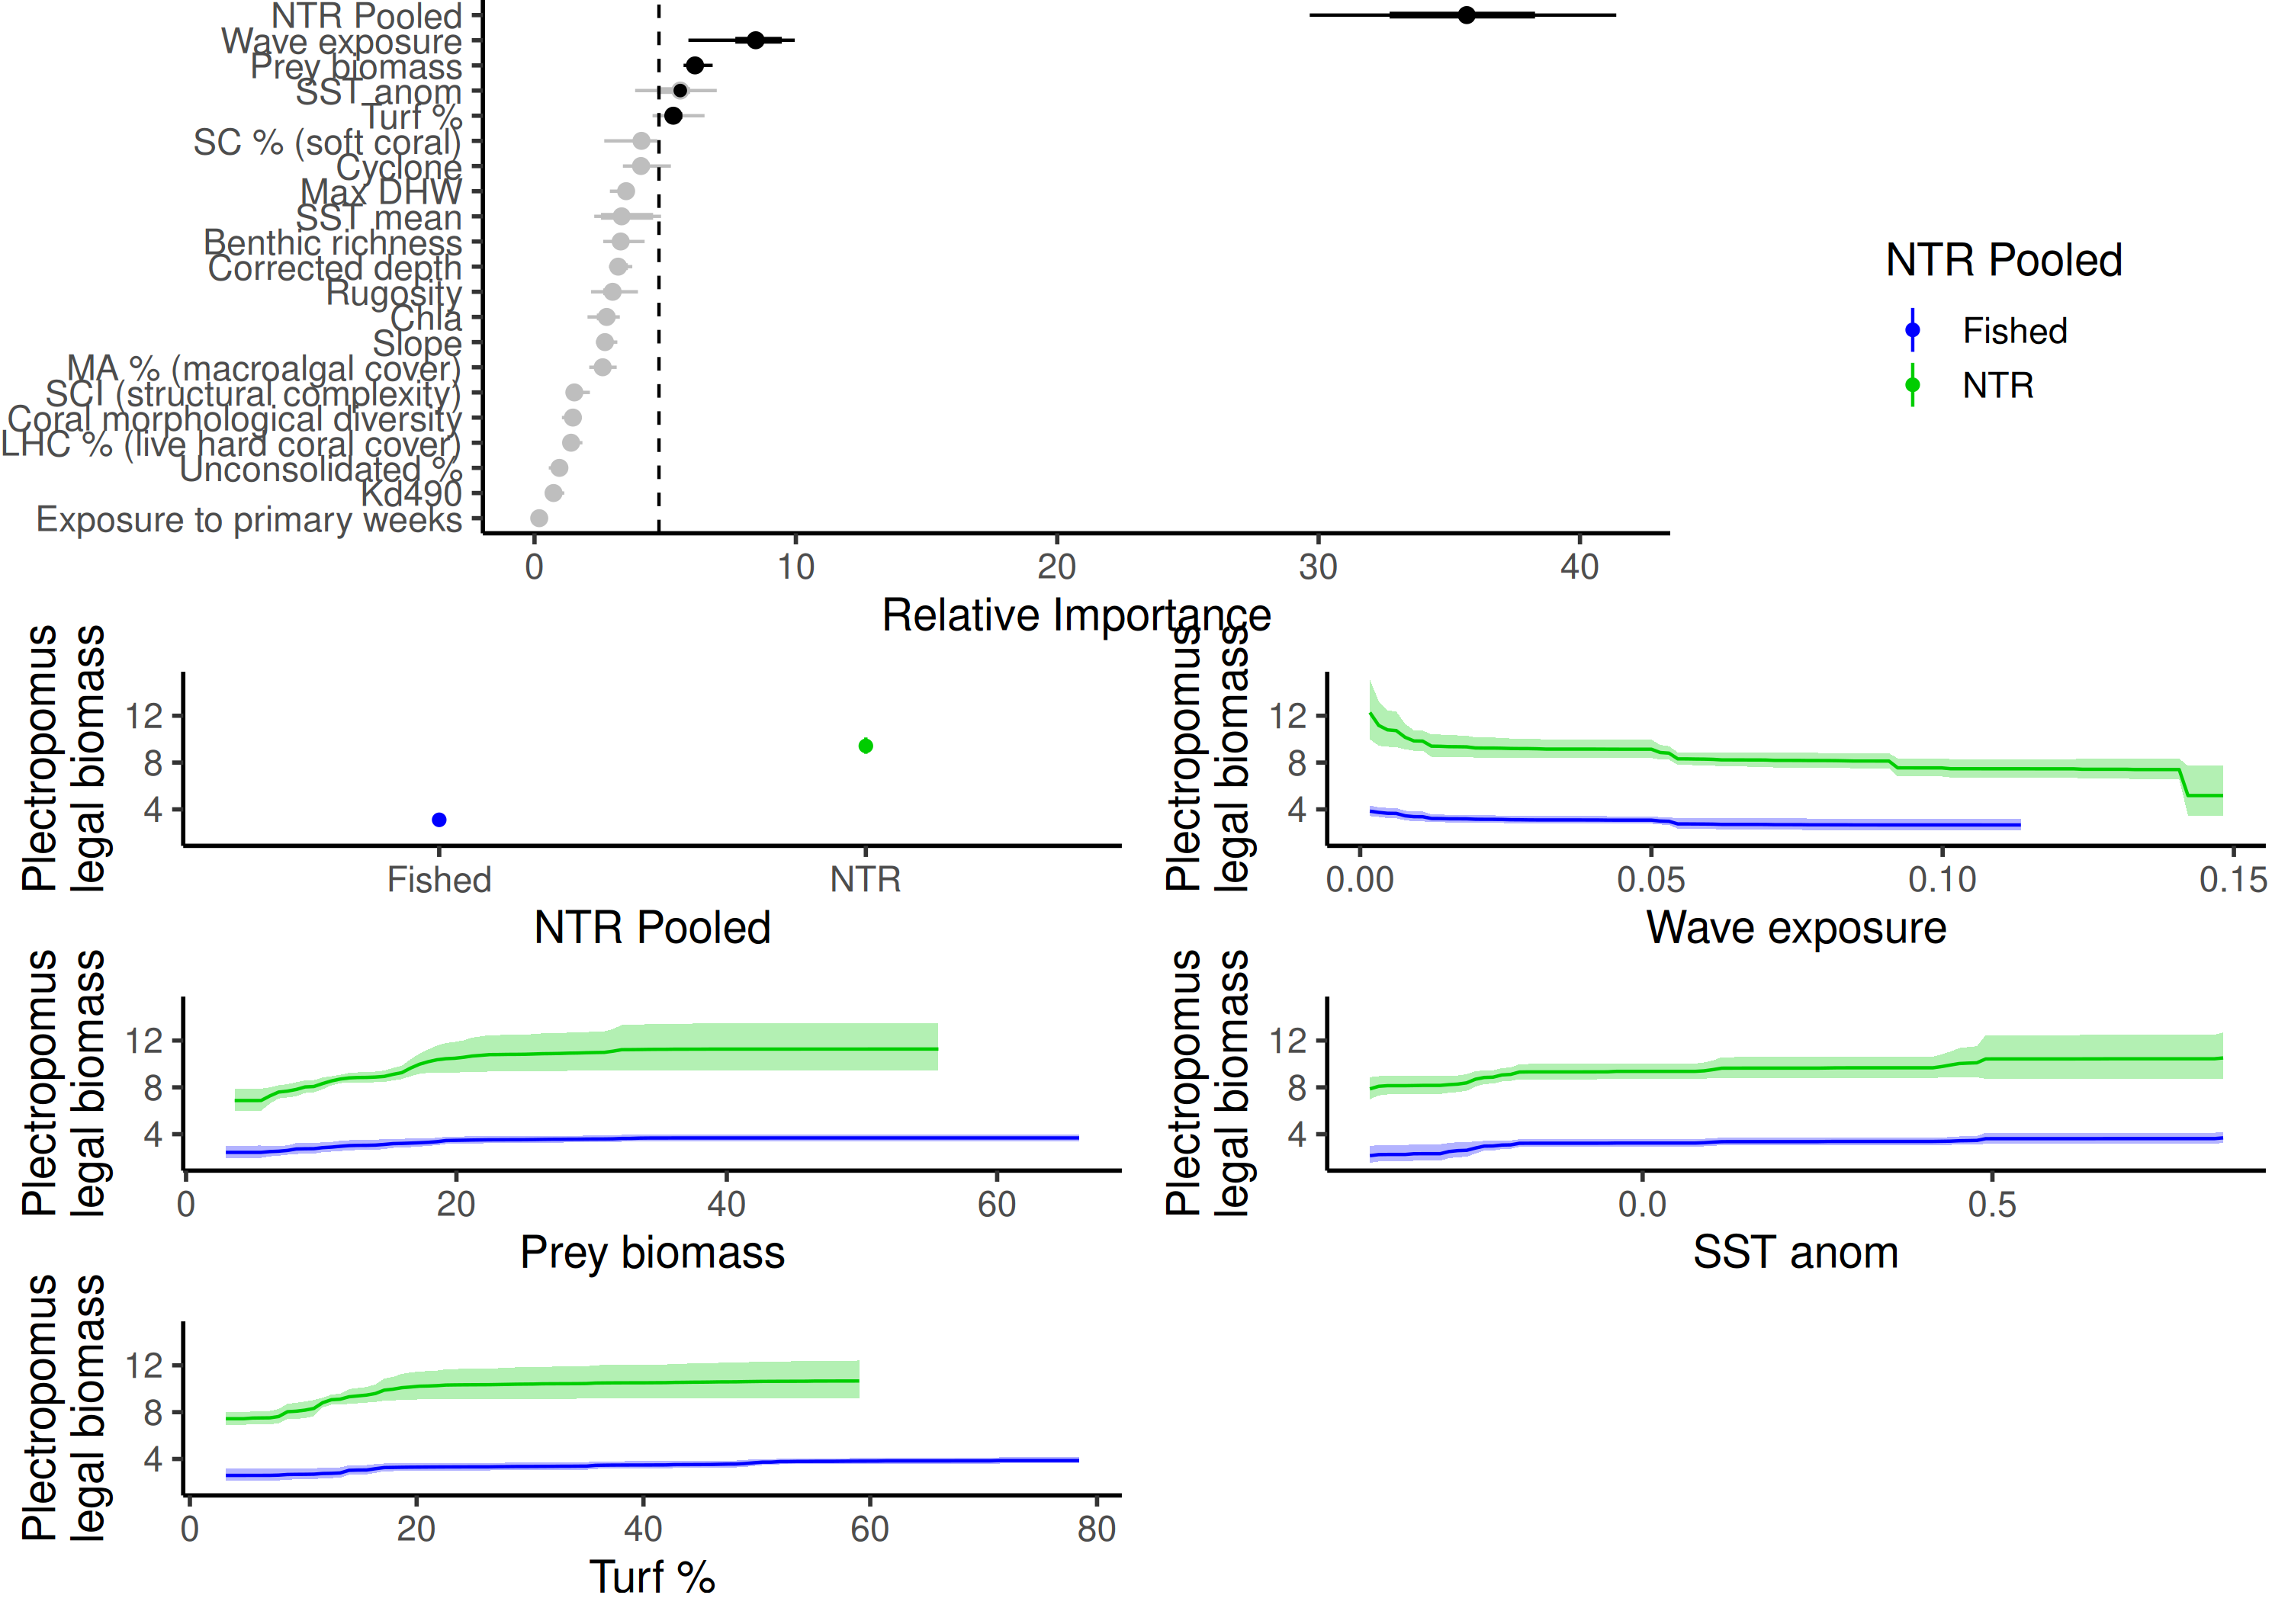 NTR Pooled
Wave exposure
Prey biomass
SST anom
Turf %
SC % (soft coral)
Cyclone
Max DHW
SST mean
Benthic richness
Corrected depth
Rugosity
Chla
Slope
MA % (macroalgal cover)
SCI (structural complexity)
Coral morphological diversity
LHC % (live hard coral cover)
Unconsolidated %
Kd490
Exposure to primary weeks
0 10 20 30 40
Relative Importance
NTR Pooled
Fished
NTR
Plectropomus
legal biomass
12
8
4
Fished NTR
NTR Pooled
Plectropomus
legal biomass
12
8
4
0.00 0.05 0.10 0.15
Wave exposure
Plectropomus
legal biomass
12
8
4
0 20 40 60
Prey biomass
Plectropomus
legal biomass
12
8
4
0.0 0.5
SST anom
Plectropomus
legal biomass
12
8
4
0 20 40 60 80
Turf %